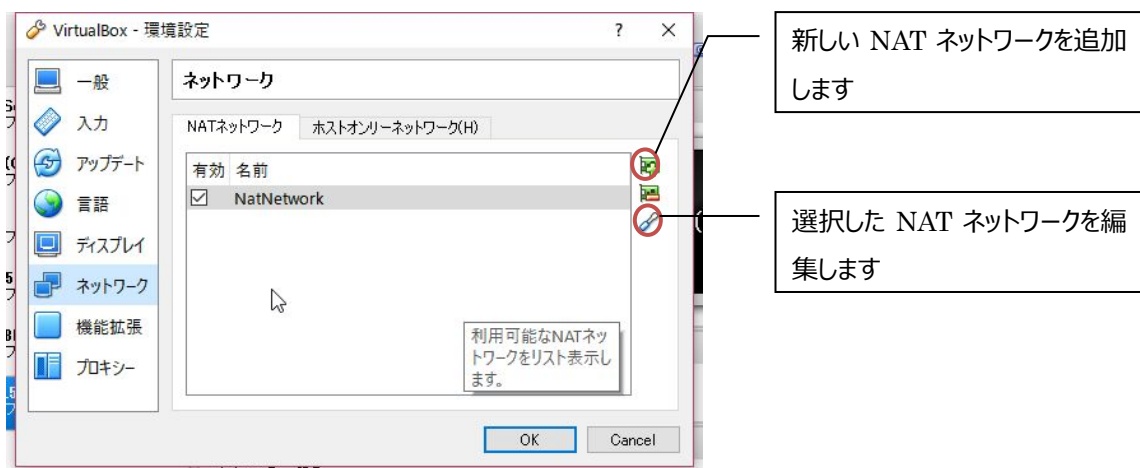 VirtualBox - 環境設定
?
新しい NAT ネットワークを追加
します
一般
入力
アップデート
言語
ディスプレイ
ネットワーク
機能拡張
プロキシー
ネットワーク
NATネットワーク
ホストオンリーネットワーク(H)
有効 名前
NatNetwork
選択した NAT ネットワークを編
集します
利用可能なNATネッ
トワークをリスト表示し
ます。
OK
Cancel